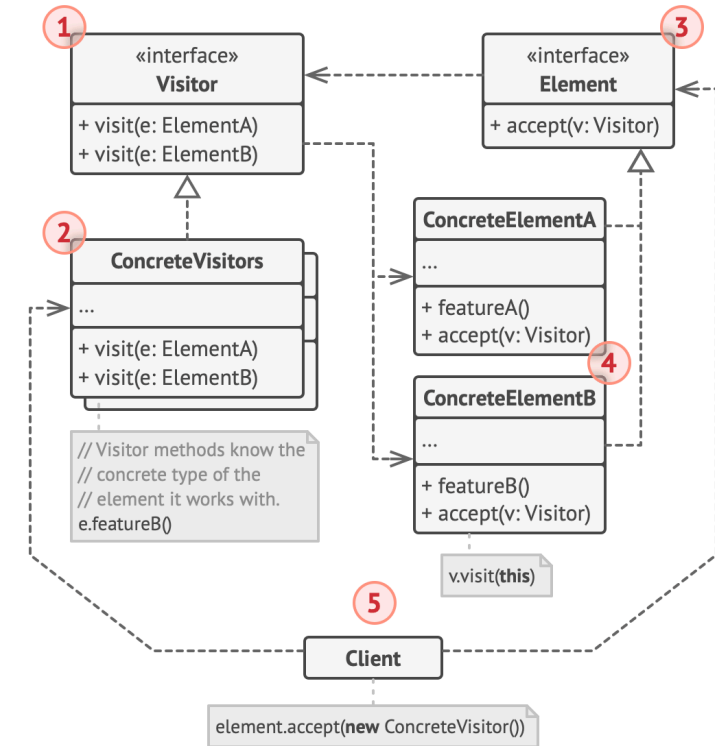 1
«interface»
Visitor
+ visit(e: ElementA)
+ visit(e: ElementB)
3
«interface»
Element
+ accept(v: Visitor)
2
ConcreteVisitors
...
+ visit(e: ElementA)
+ visit(e: ElementB)
// Visitor methods know the
// concrete type of the
// element it works with.
e.featureB()
ConcreteElementA
...
+ featureA()
+ accept(v: Visitor)
4
ConcreteElementB
...
+ featureB()
+ accept(v: Visitor)
v.visit(this)
5
Client
element.accept(new ConcreteVisitor())